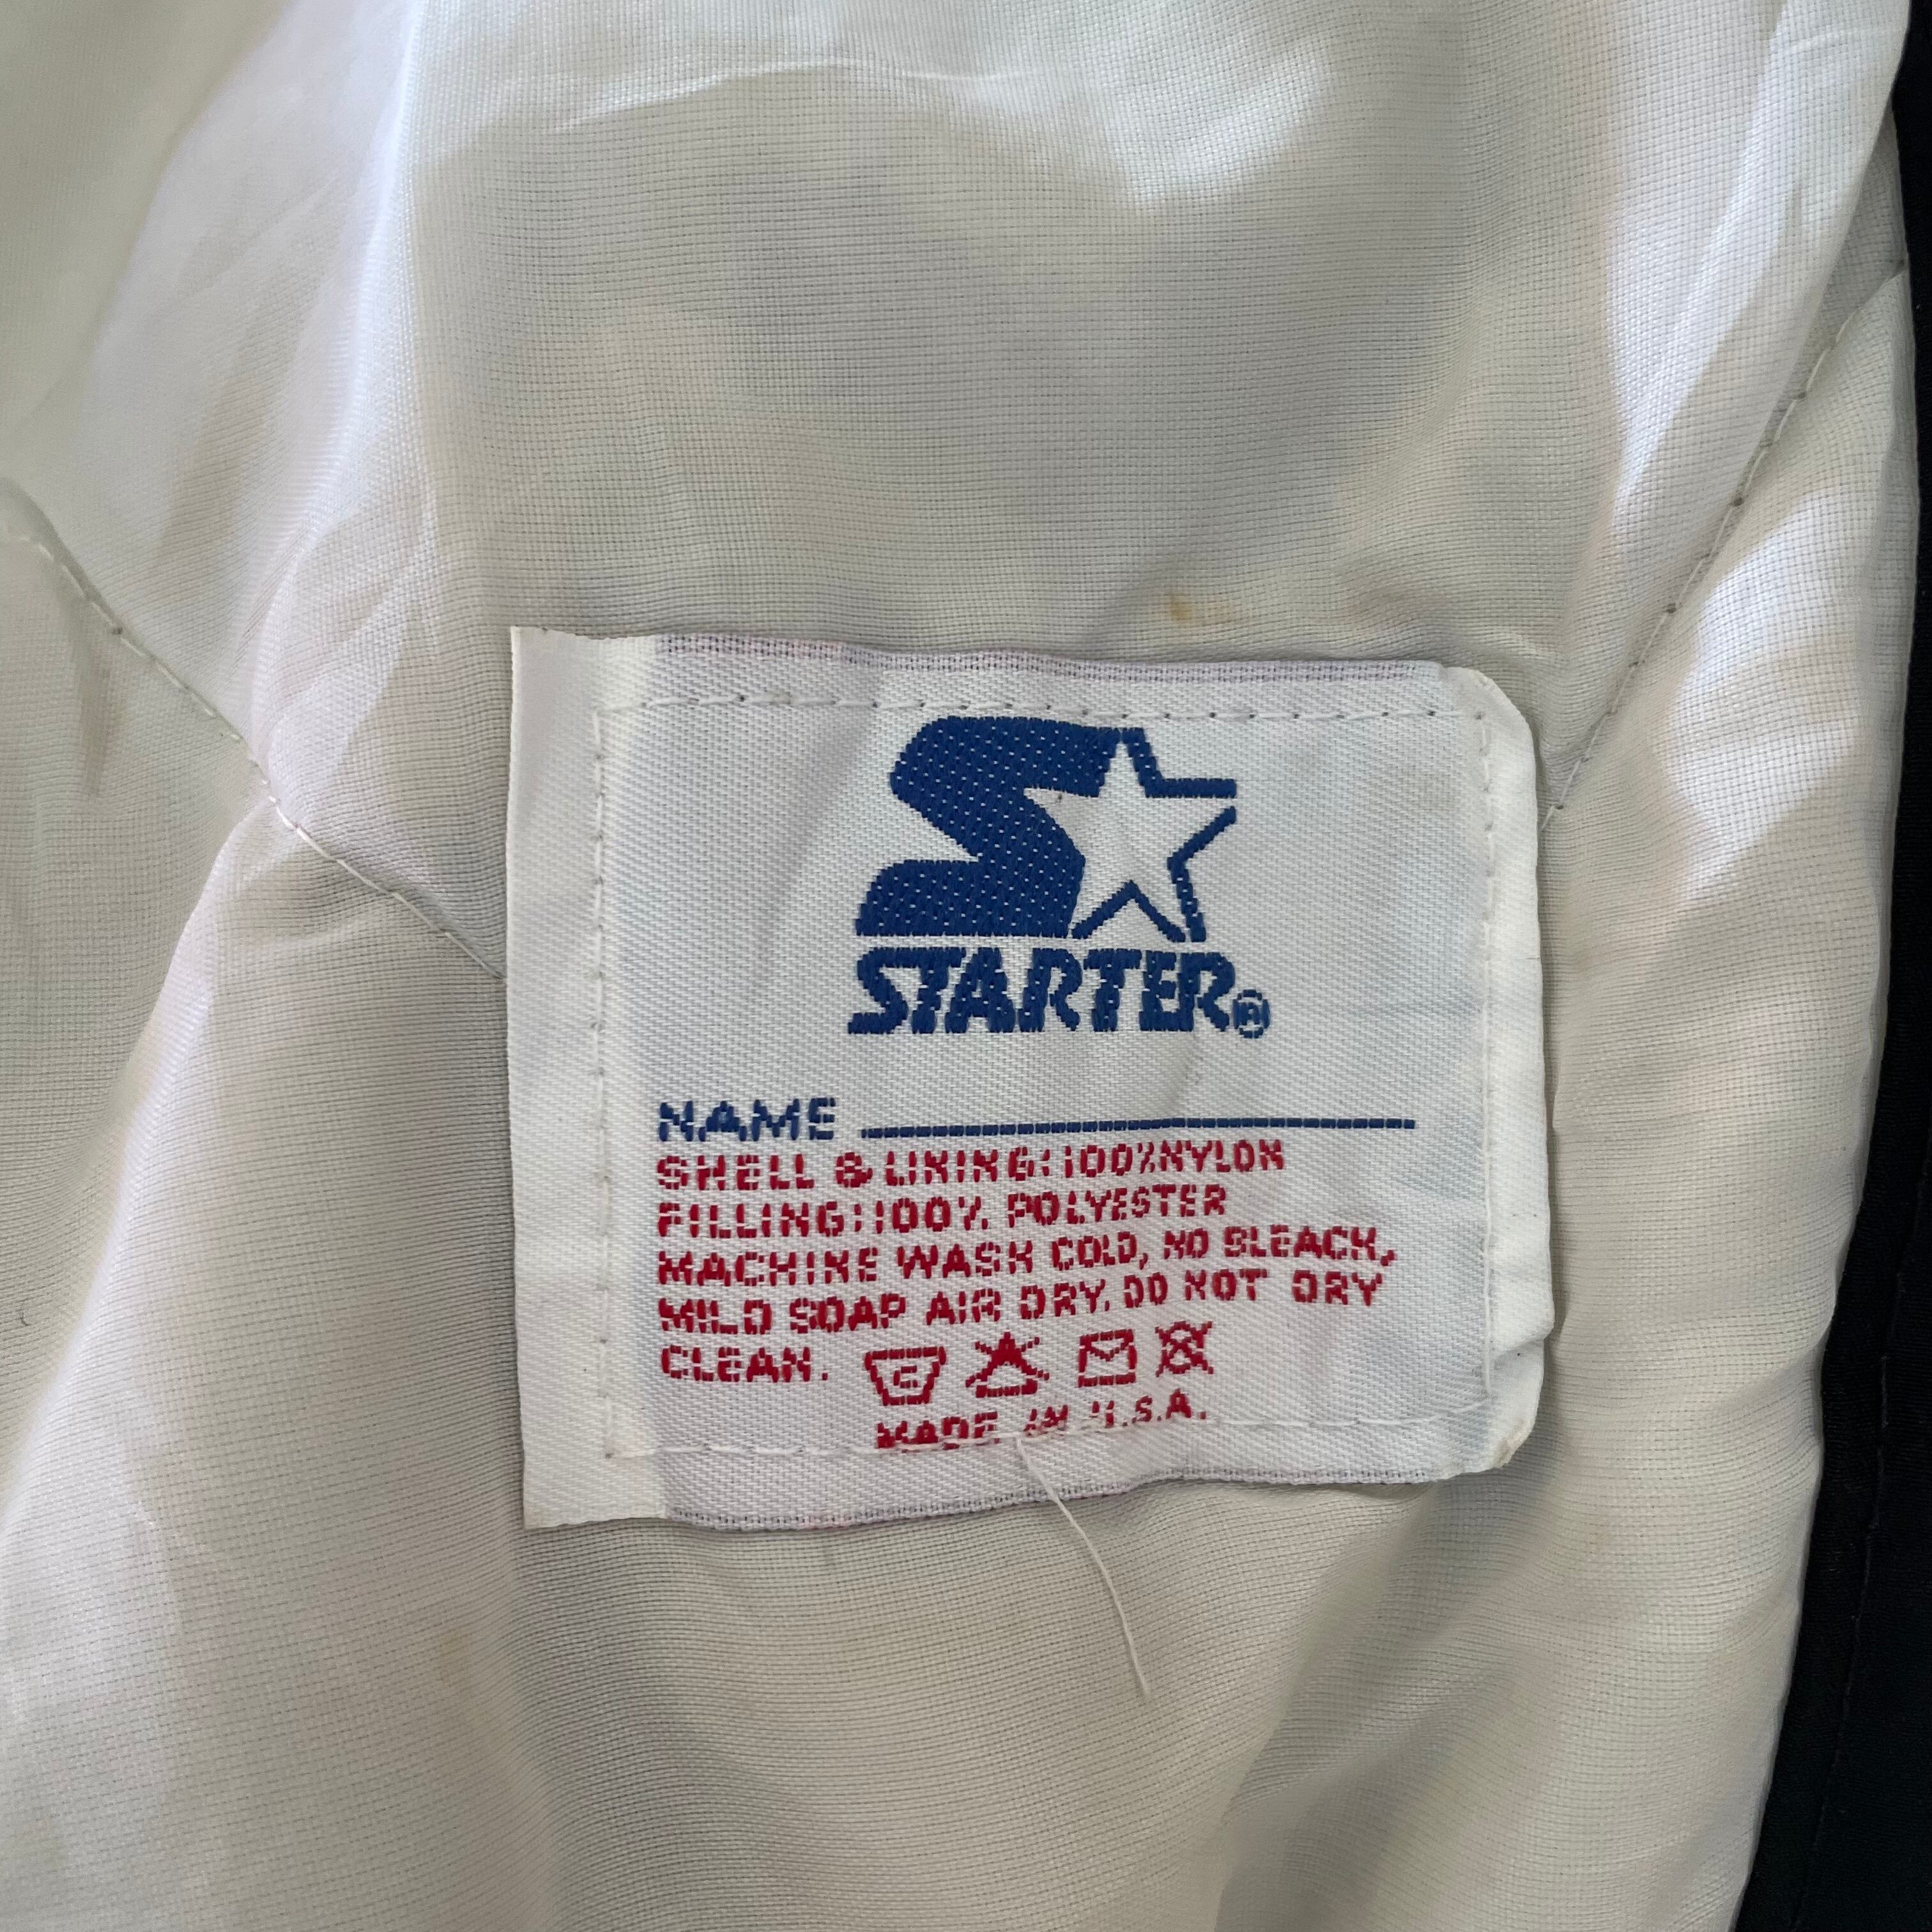 STARTER®
NAME
SHELL & LINING:100%NYLON
FILLING:100% POLYESTER
MACHINE WASH COLD, NO BLEACH,
MILD SOAP AIR DRY. DO NOT DRY
CLEAN.
MADE IN U.S.A.